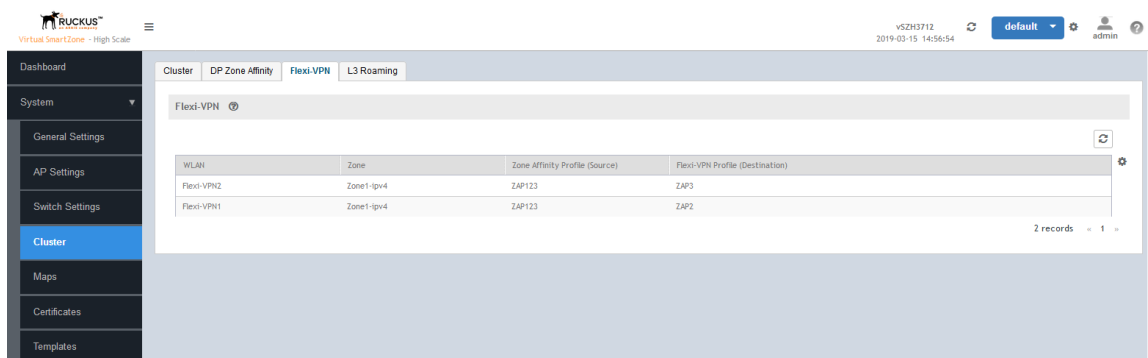 RUCKUS™
Virtual SmartZone - High Scale
vSZH3712
2019-03-15 14:56:54
default
admin
Dashboard
System
General Settings
AP Settings
Switch Settings
Cluster
Maps
Certificates
Templates
Cluster DP Zone Affinity Flexi-VPN L3 Roaming
Flexi-VPN
WLAN Zone Zone Affinity Profile (Source) Flexi-VPN Profile (Destination)
Flexi-VPN2 Zone1-ipv4 ZAP123 ZAP3
Flexi-VPN1 Zone1-ipv4 ZAP123 ZAP2
2 records « 1 »